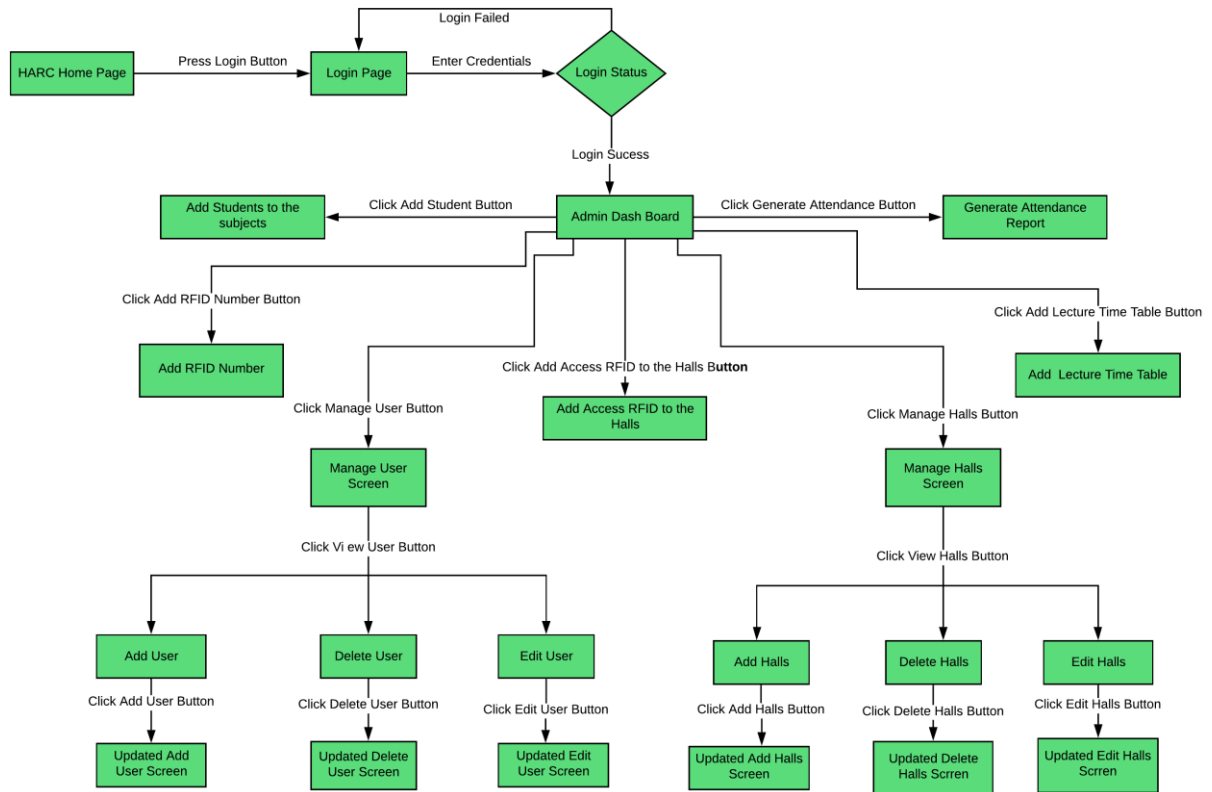 Login Failed
HARC Home Page
Press Login Button
Login Page
Enter Credentials
Login Status
Login Sucess
Add Students to the
subjects
Click Add Student Button
Admin Dash Board
Click Generate Attendance Button
Generate Attendance
Report
Click Add RFID Number Button
Click Add Lecture Time Table Button
Add RFID Number
Click Add Access RFID to the Halls Button
Add Lecture Time Table
Click Manage User Button
Add Access RFID to the
Halls
Click Manage Halls Button
Manage User
Screen
Manage Halls
Screen
Click Vi ew User Button
Click View Halls Button
Add User
Delete User
Edit User
Add Halls
Delete Halls
Edit Halls
Click Add User Button
Click Delete User Button
Click Edit User Button
Click Add Halls Button
Click Delete Halls Button
Click Edit Halls Button
Updated Add
User Screen
Updated Delete
User Screen
Updated Edit
User Screen
Updated Add Halls
Screen
Updated Delete
Halls Scrren
Updated Edit Halls
Scrren